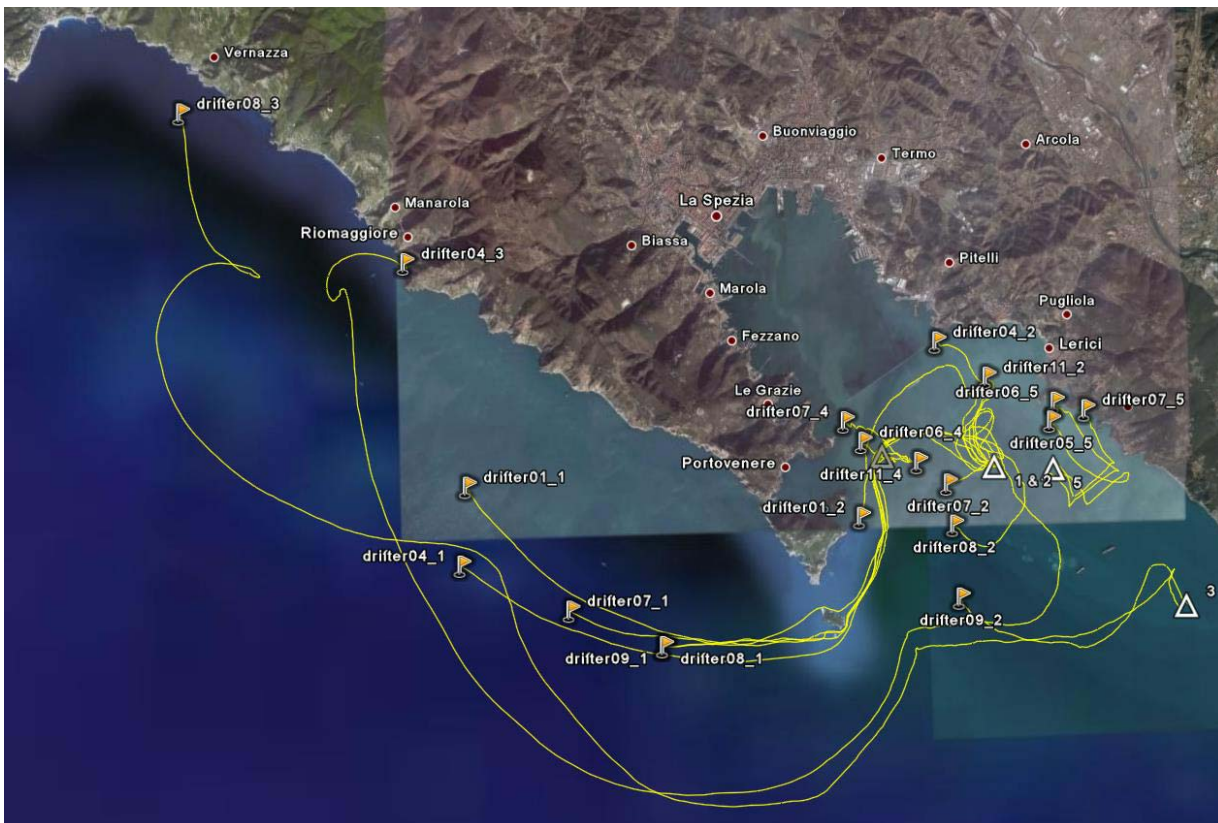 Vernazza
drifter08_3
Buonviaggio
Arcola
Termo
La Spezia
Manarola
Riomaggiore
Biassa
drifter04_3
Pitelli
Marola
Pugliola
drifter04_2
Fezzano
Lerici
drifter11_2
Le Grazie
drifter06_5
drifter07_5
drifter07_4
drifter06_4
drifter05_5
Portovenere
drifter11_4
1 & 2
5
drifter01_1
drifter07_2
drifter01_2
drifter08_2
drifter04_1
3
drifter07_1
drifter09_2
drifter09_1
drifter08_1